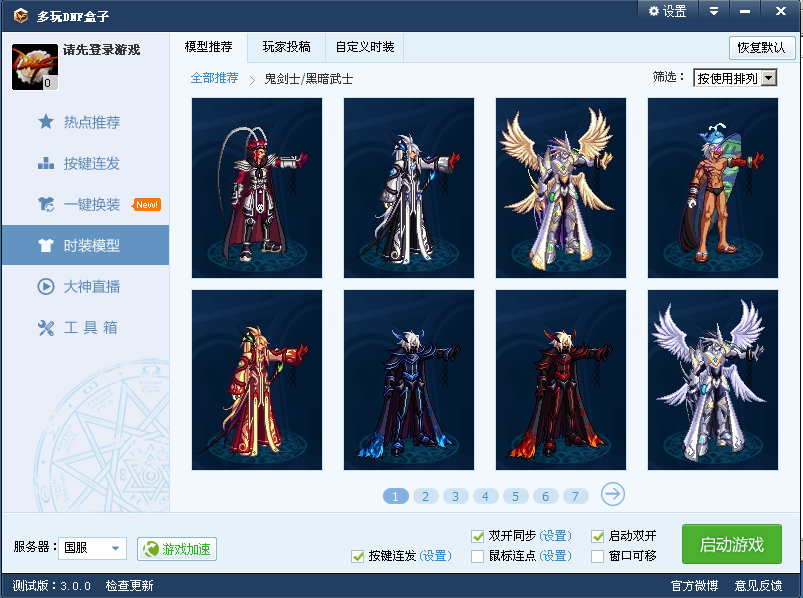 多玩DNF盒子
设置
请先登录游戏
0
模型推荐
玩家投稿
自定义时装
恢复默认
全部推荐
鬼剑士/黑暗武士
筛选：
按使用排列
热点推荐
按键连发
一键换装
New!
时装模型
大神直播
工 具 箱
1 2 3 4 5 6 7
服务器：
国服
游戏加速
双开同步 (设置)
启动双开
按键连发 (设置)
鼠标连点 (设置)
窗口可移
启动游戏
测试版：3.0.0
检查更新
官方微博
意见反馈